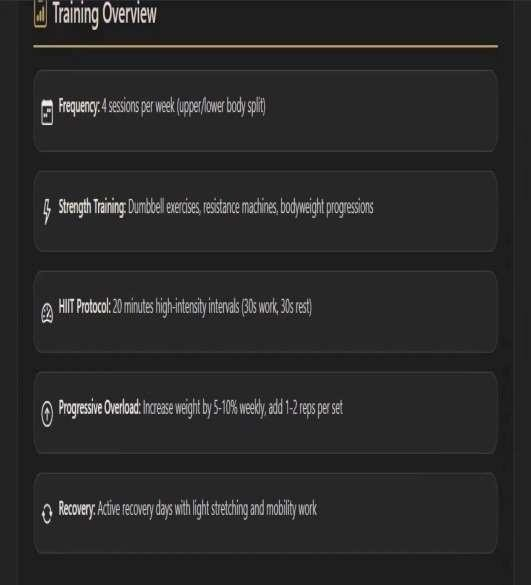 Training Overview
Frequency: 4 sessions per week (upper/lower body split)
Strength Training: Dumbbell exercises, resistance machines, bodyweight progressions
HIIT Protocol: 20 minutes high-intensity intervals (30s work, 30s rest)
Progressive Overload: Increase weight by 5-10% weekly, add 1-2 reps per set
Recovery: Active recovery days with light stretching and mobility work